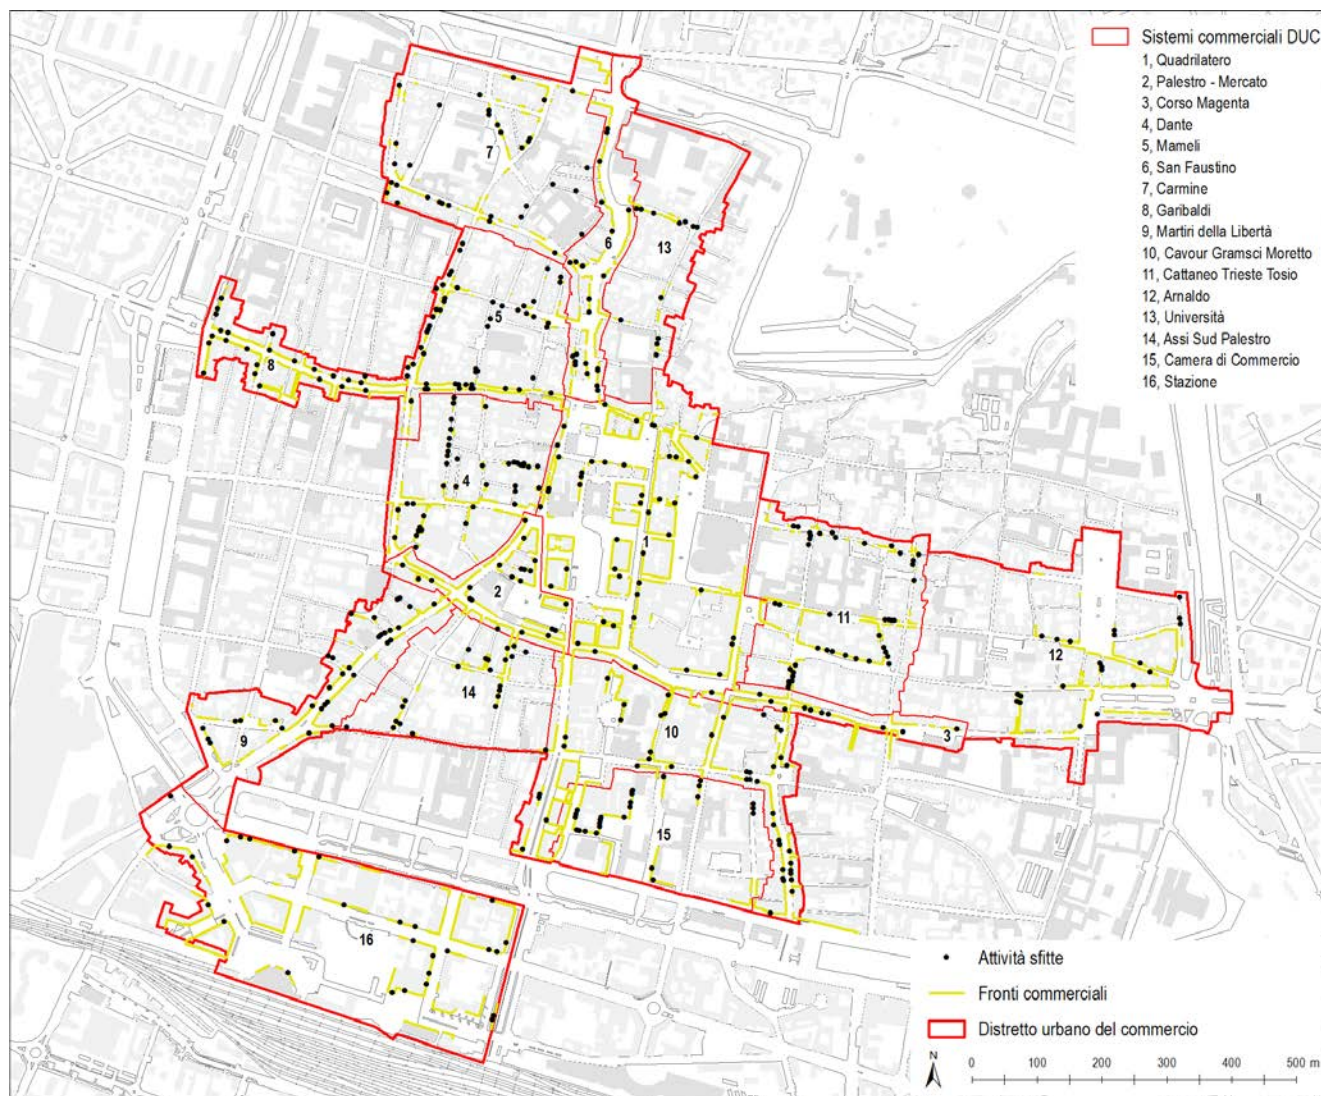 Sistemi commerciali DUC
1, Quadrilatero
2, Palestro - Mercato
3, Corso Magenta
4, Dante
5, Mameli
6, San Faustino
7, Carmine
8, Garibaldi
9, Martiri della Libertà
10, Cavour Gramsci Moretto
11, Cattaneo Trieste Tosio
12, Arnaldo
13, Università
14, Assi Sud Palestro
15, Camera di Commercio
16, Stazione
7
6
13
5
8
4
1
2
11
12
14
10
3
9
15
16
Attività sfitte
Fronti commerciali
Distretto urbano del commercio
N
0 100 200 300 400 500 m